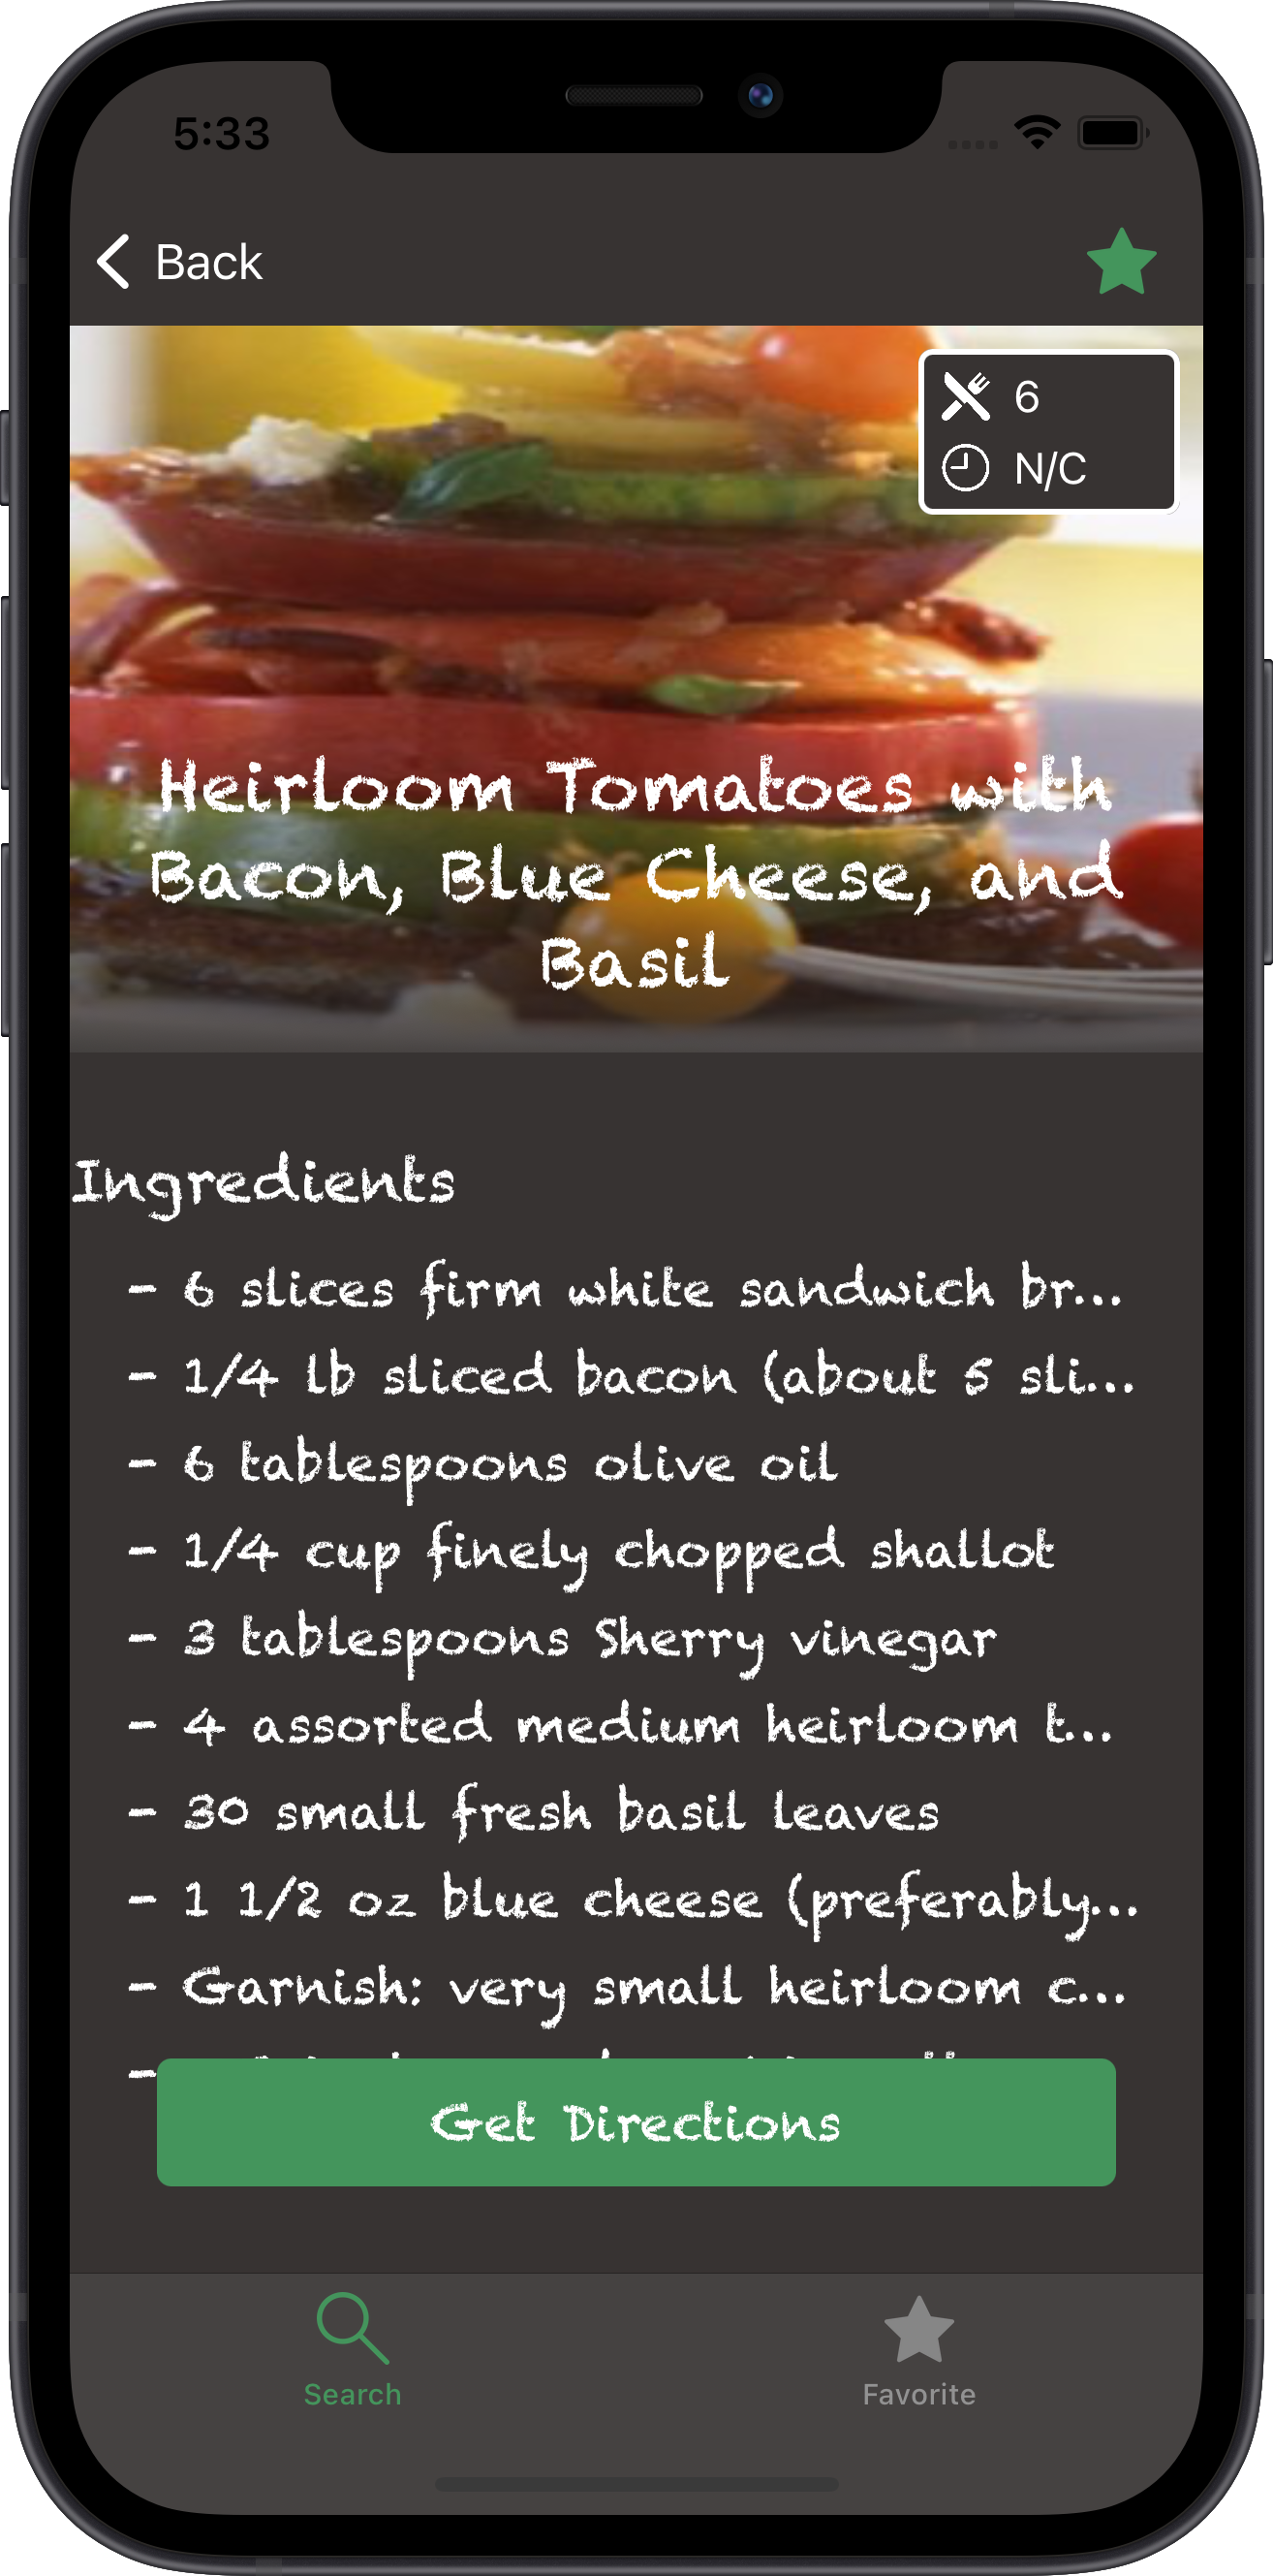 5:33
Back
6
N/C
Heirloom Tomatoes with
Bacon, Blue Cheese, and
Basil
Ingredients
- 6 slices firm white sandwich br...
- 1/4 lb sliced bacon (about 5 sli...
- 6 tablespoons olive oil
- 1/4 cup finely chopped shallot
- 3 tablespoons Sherry vinegar
- 4 assorted medium heirloom t...
- 30 small fresh basil leaves
- 1 1/2 oz blue cheese (preferably...
- Garnish: very small heirloom c...
-
Get Directions
Search
Favorite